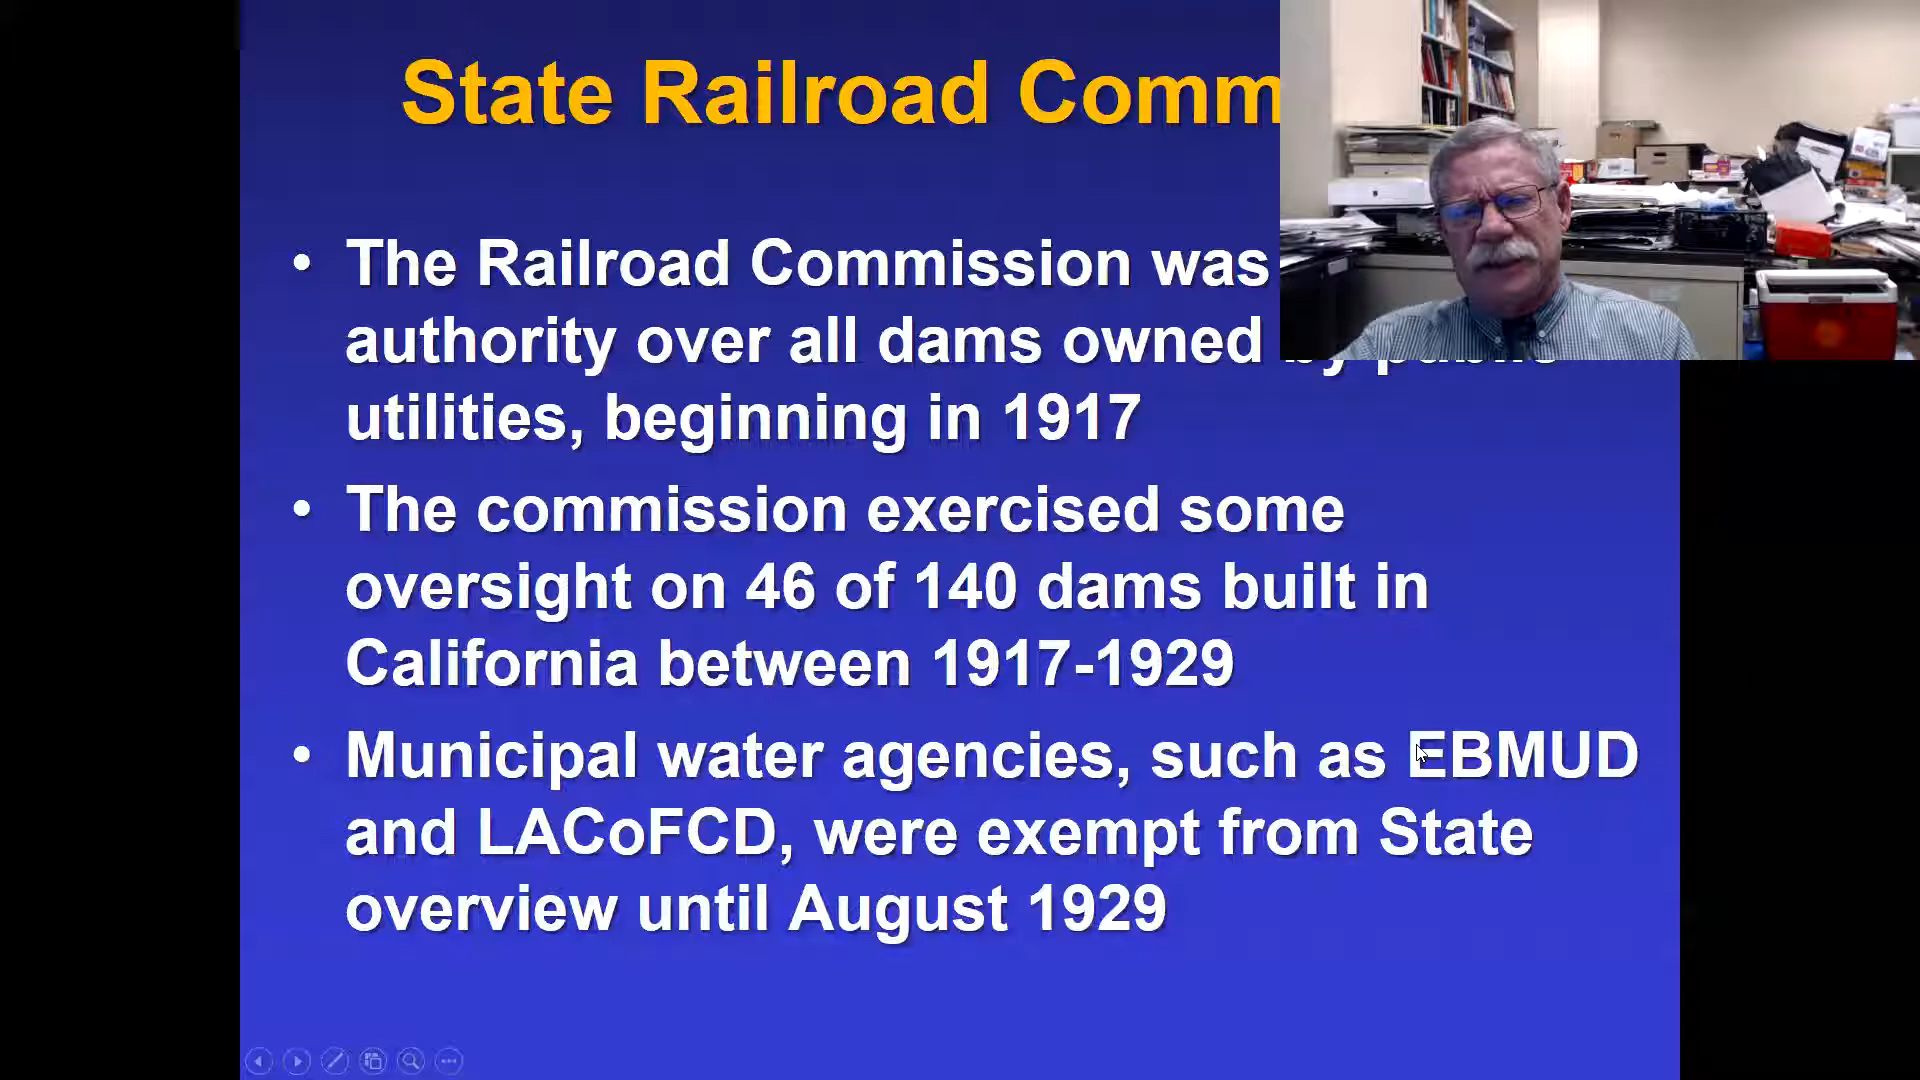 State Railroad Comm
• The Railroad Commission was
authority over all dams owned by public
utilities, beginning in 1917
• The commission exercised some
oversight on 46 of 140 dams built in
California between 1917-1929
• Municipal water agencies, such as EBMUD
and LACoFCD, were exempt from State
overview until August 1929